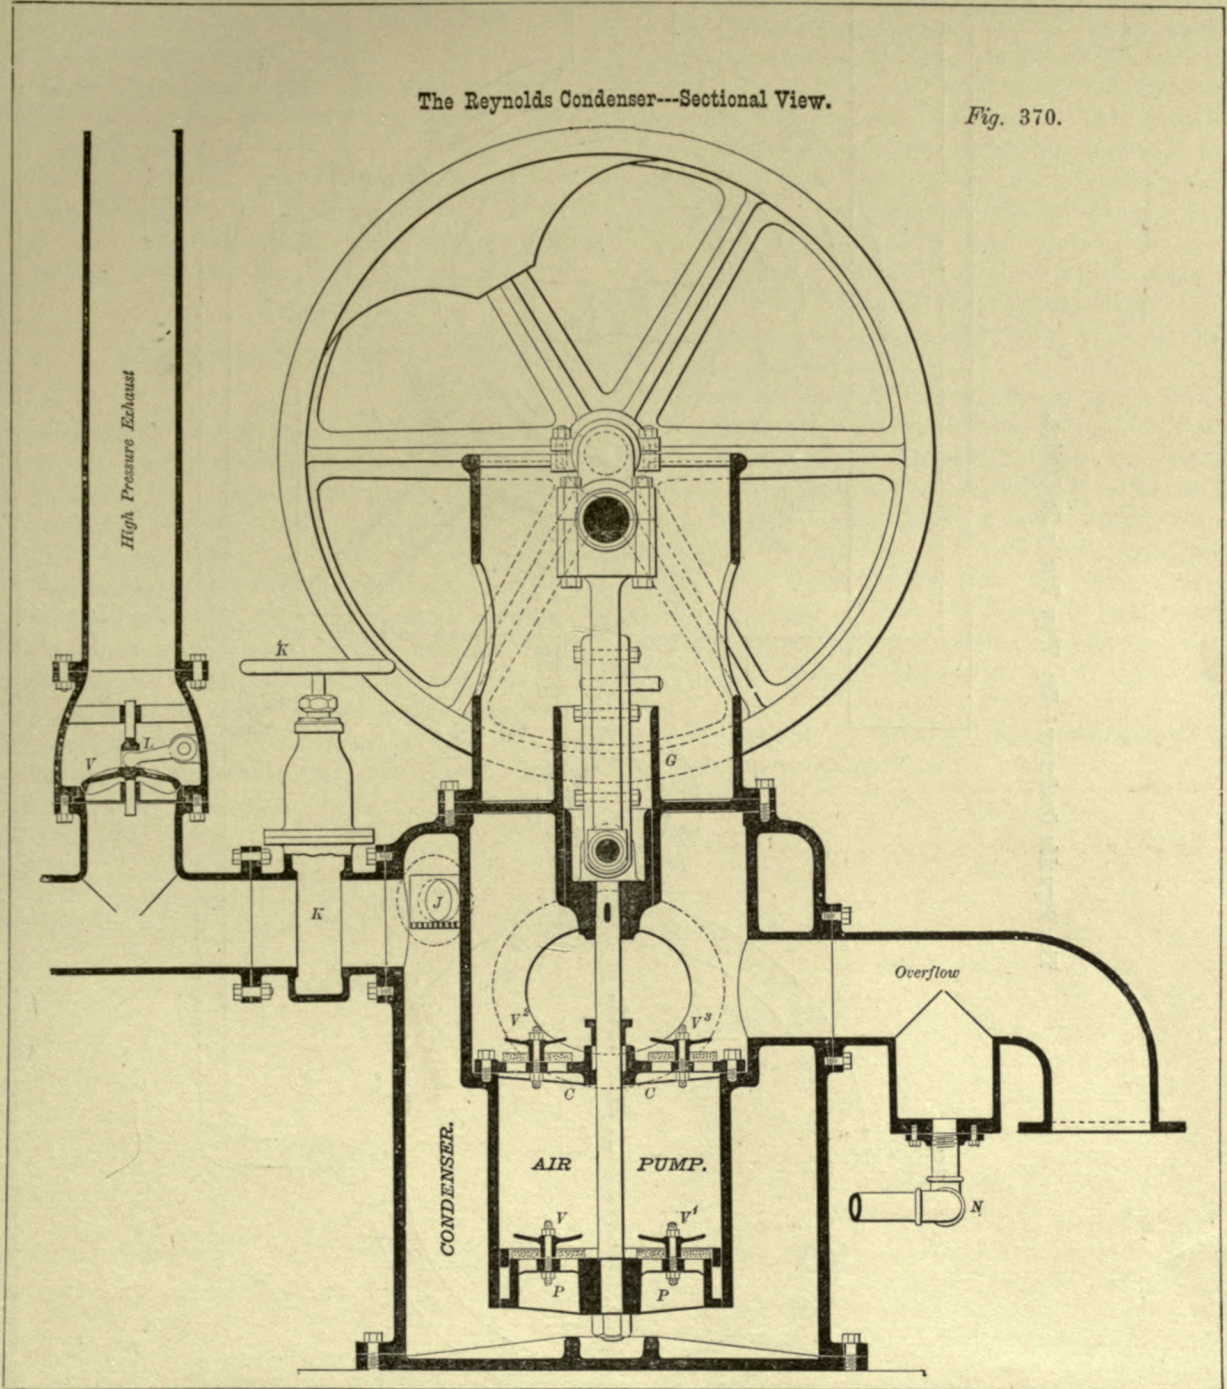 The Reynolds Condenser---Sectional View.
Fig. 370.
High Pressure Exhaust
K
L
V
G
K
J
Overflow
V²
V³
C
C
CONDENSER.
AIR
PUMP.
V
V¹
N
P
P